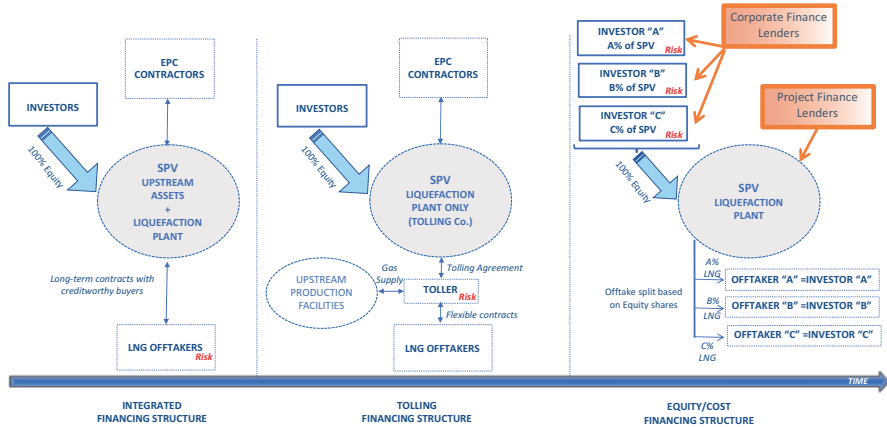 EPC
CONTRACTORS
INVESTORS
100% Equity
SPV
UPSTREAM
ASSETS
+
LIQUEFACTION
PLANT
Long-term contracts with
creditworthy buyers
LNG OFFTAKERS
Risk
EPC
CONTRACTORS
INVESTORS
100% Equity
SPV
LIQUEFACTION
PLANT ONLY
(TOLLING Co.)
Gas
Supply
Tolling Agreement
UPSTREAM
PRODUCTION
FACILITIES
TOLLER
Risk
Flexible contracts
LNG OFFTAKERS
INVESTOR “A”
A% of SPV
Risk
INVESTOR “B”
B% of SPV
Risk
INVESTOR “C”
C% of SPV
Risk
Corporate Finance
Lenders
Project Finance
Lenders
100% Equity
SPV
LIQUEFACTION
PLANT
Offtake split based
on Equity shares
A%
LNG
OFFTAKER “A” =INVESTOR “A”
B%
LNG
OFFTAKER “B” =INVESTOR “B”
C%
LNG
OFFTAKER “C” =INVESTOR “C”
TIME
INTEGRATED
FINANCING STRUCTURE
TOLLING
FINANCING STRUCTURE
EQUITY/COST
FINANCING STRUCTURE